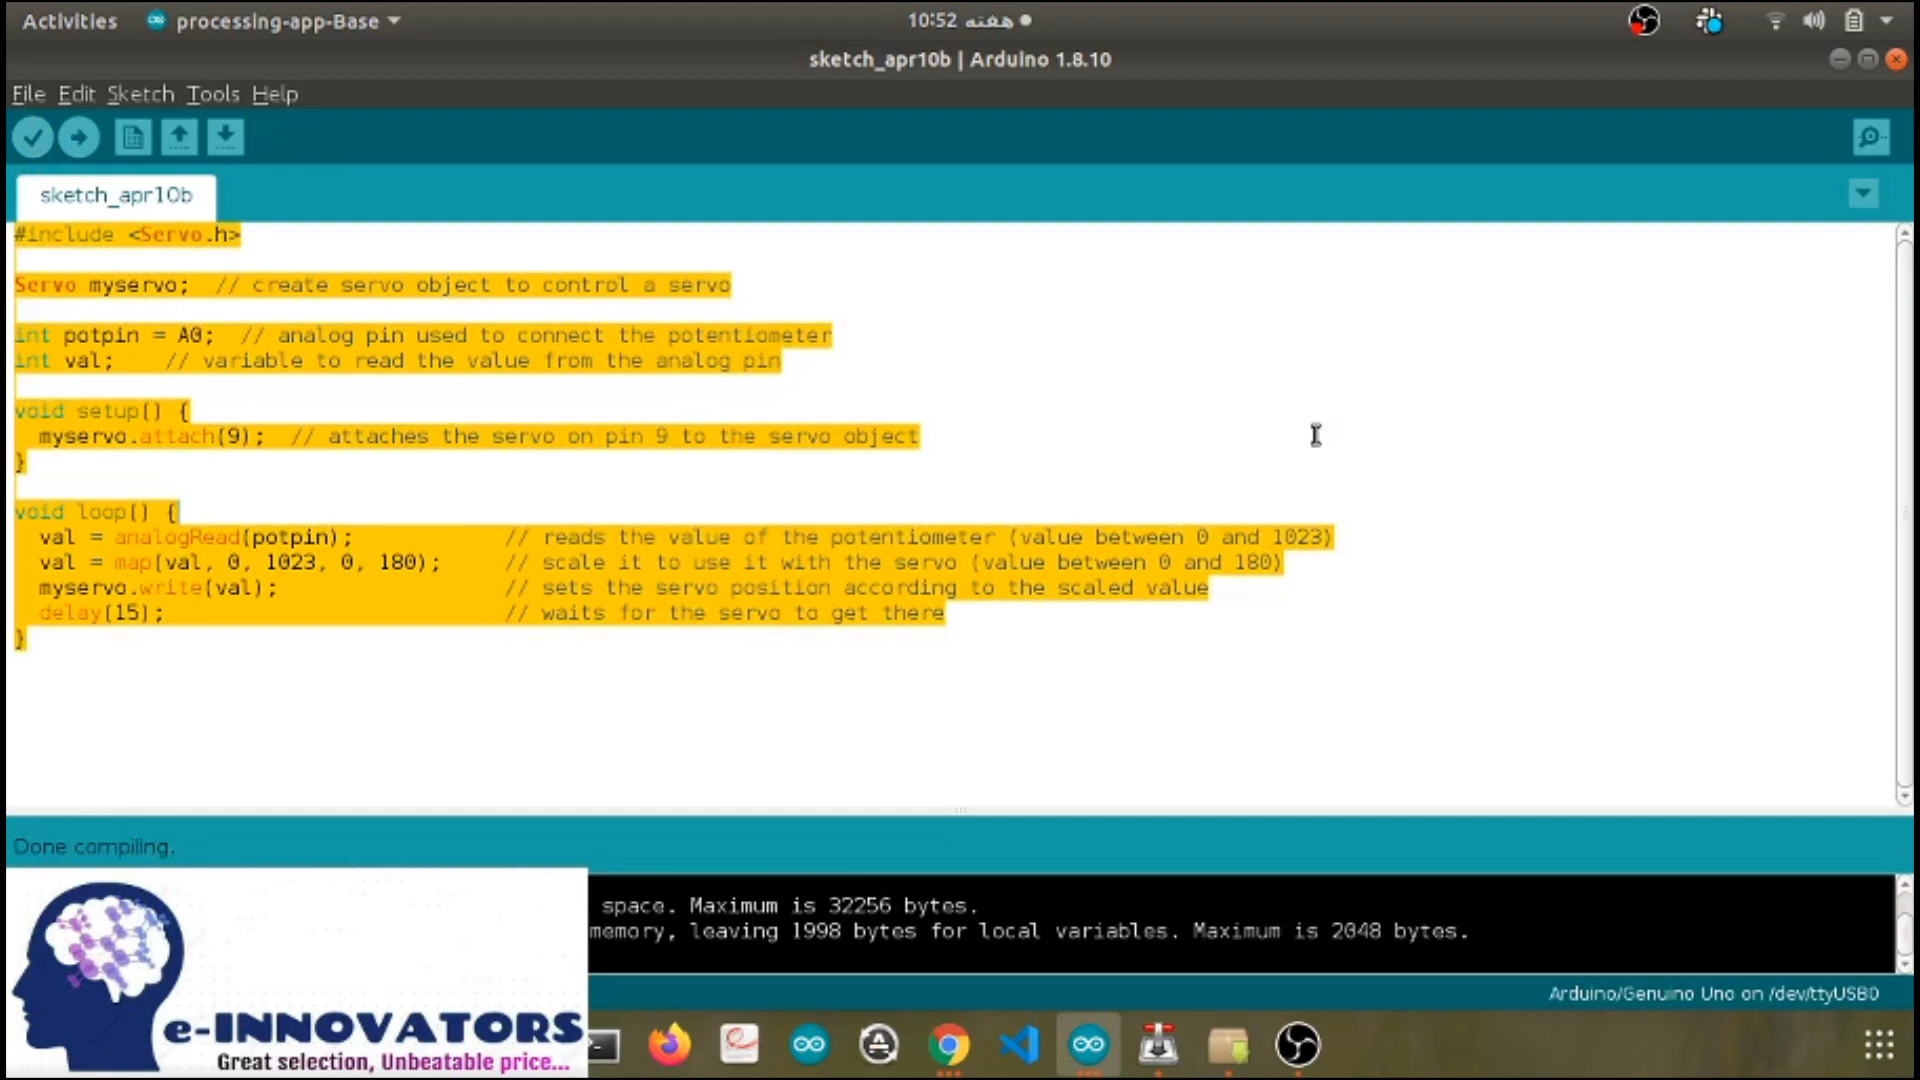 Activities processing-app-Base 10:52 هفته
sketch_apr10b | Arduino 1.8.10
File Edit Sketch Tools Help
sketch_apr10b
#include <Servo.h>
Servo myservo;  // create servo object to control a servo
int potpin = A0;  // analog pin used to connect the potentiometer
int val;    // variable to read the value from the analog pin
void setup() {
  myservo.attach(9);  // attaches the servo on pin 9 to the servo object
}
void loop() {
  val = analogRead(potpin);            // reads the value of the potentiometer (value between 0 and 1023)
  val = map(val, 0, 1023, 0, 180);     // scale it to use it with the servo (value between 0 and 180)
  myservo.write(val);                  // sets the servo position according to the scaled value
  delay(15);                           // waits for the servo to get there
}
Done compiling.
space. Maximum is 32256 bytes.
memory, leaving 1998 bytes for local variables. Maximum is 2048 bytes.
Arduino/Genuino Uno on /dev/ttyUSB0
e-INNOVATORS
Great selection, Unbeatable price...